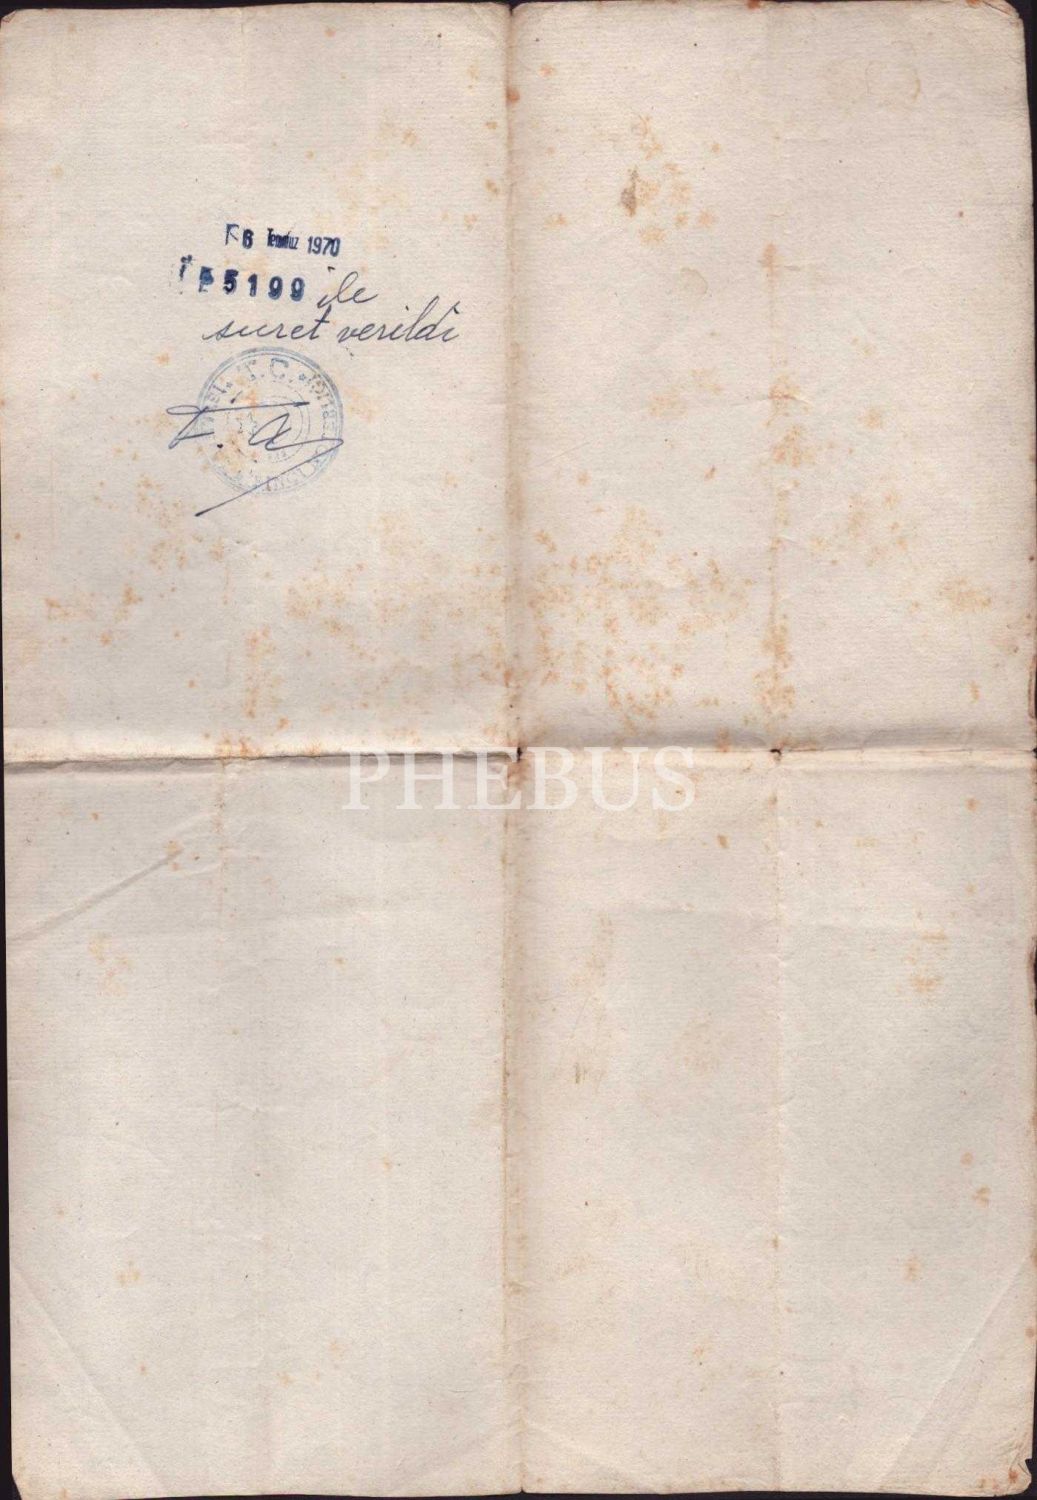 6 Temmuz 1970
5199 ile
suret verildi
T.C.
PHEBUS